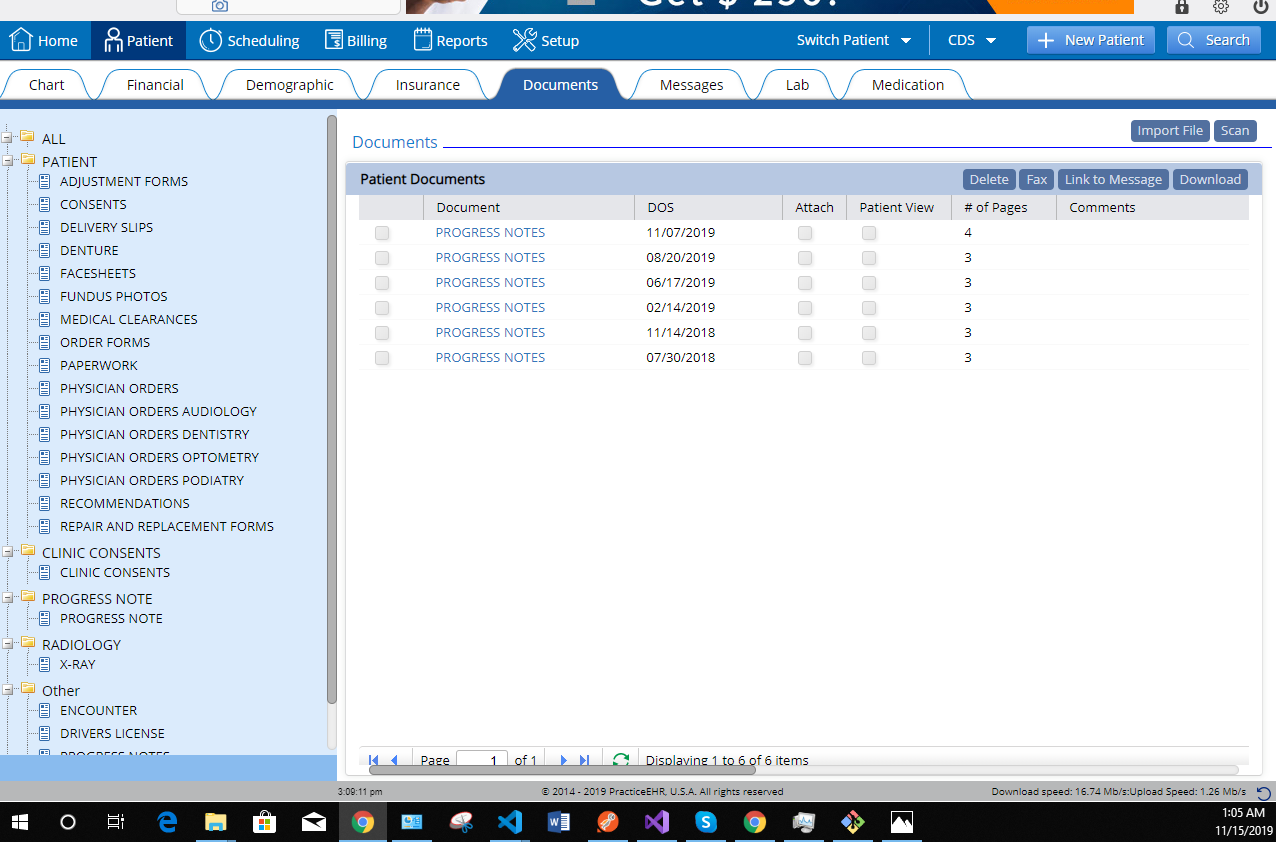 Get $ 250!
Home Patient Scheduling Billing Reports Setup Switch Patient CDS New Patient Search
Chart Financial Demographic Insurance Documents Messages Lab Medication
ALL
PATIENT
ADJUSTMENT FORMS
CONSENTS
DELIVERY SLIPS
DENTURE
FACESHEETS
FUNDUS PHOTOS
MEDICAL CLEARANCES
ORDER FORMS
PAPERWORK
PHYSICIAN ORDERS
PHYSICIAN ORDERS AUDIOLOGY
PHYSICIAN ORDERS DENTISTRY
PHYSICIAN ORDERS OPTOMETRY
PHYSICIAN ORDERS PODIATRY
RECOMMENDATIONS
REPAIR AND REPLACEMENT FORMS
CLINIC CONSENTS
CLINIC CONSENTS
PROGRESS NOTE
PROGRESS NOTE
RADIOLOGY
X-RAY
Other
ENCOUNTER
DRIVERS LICENSE
PROGRESS NOTES
Import File Scan
Documents
Patient Documents Delete Fax Link to Message Download
Document DOS Attach Patient View # of Pages Comments
PROGRESS NOTES 11/07/2019 4
PROGRESS NOTES 08/20/2019 3
PROGRESS NOTES 06/17/2019 3
PROGRESS NOTES 02/14/2019 3
PROGRESS NOTES 11/14/2018 3
PROGRESS NOTES 07/30/2018 3
Page 1 of 1 Displaying 1 to 6 of 6 items
3:09:11 pm © 2014 - 2019 PracticeEHR, U.S.A. All rights reserved Download speed: 16.74 Mb/s:Upload Speed: 1.26 Mb/s
1:05 AM
11/15/2019